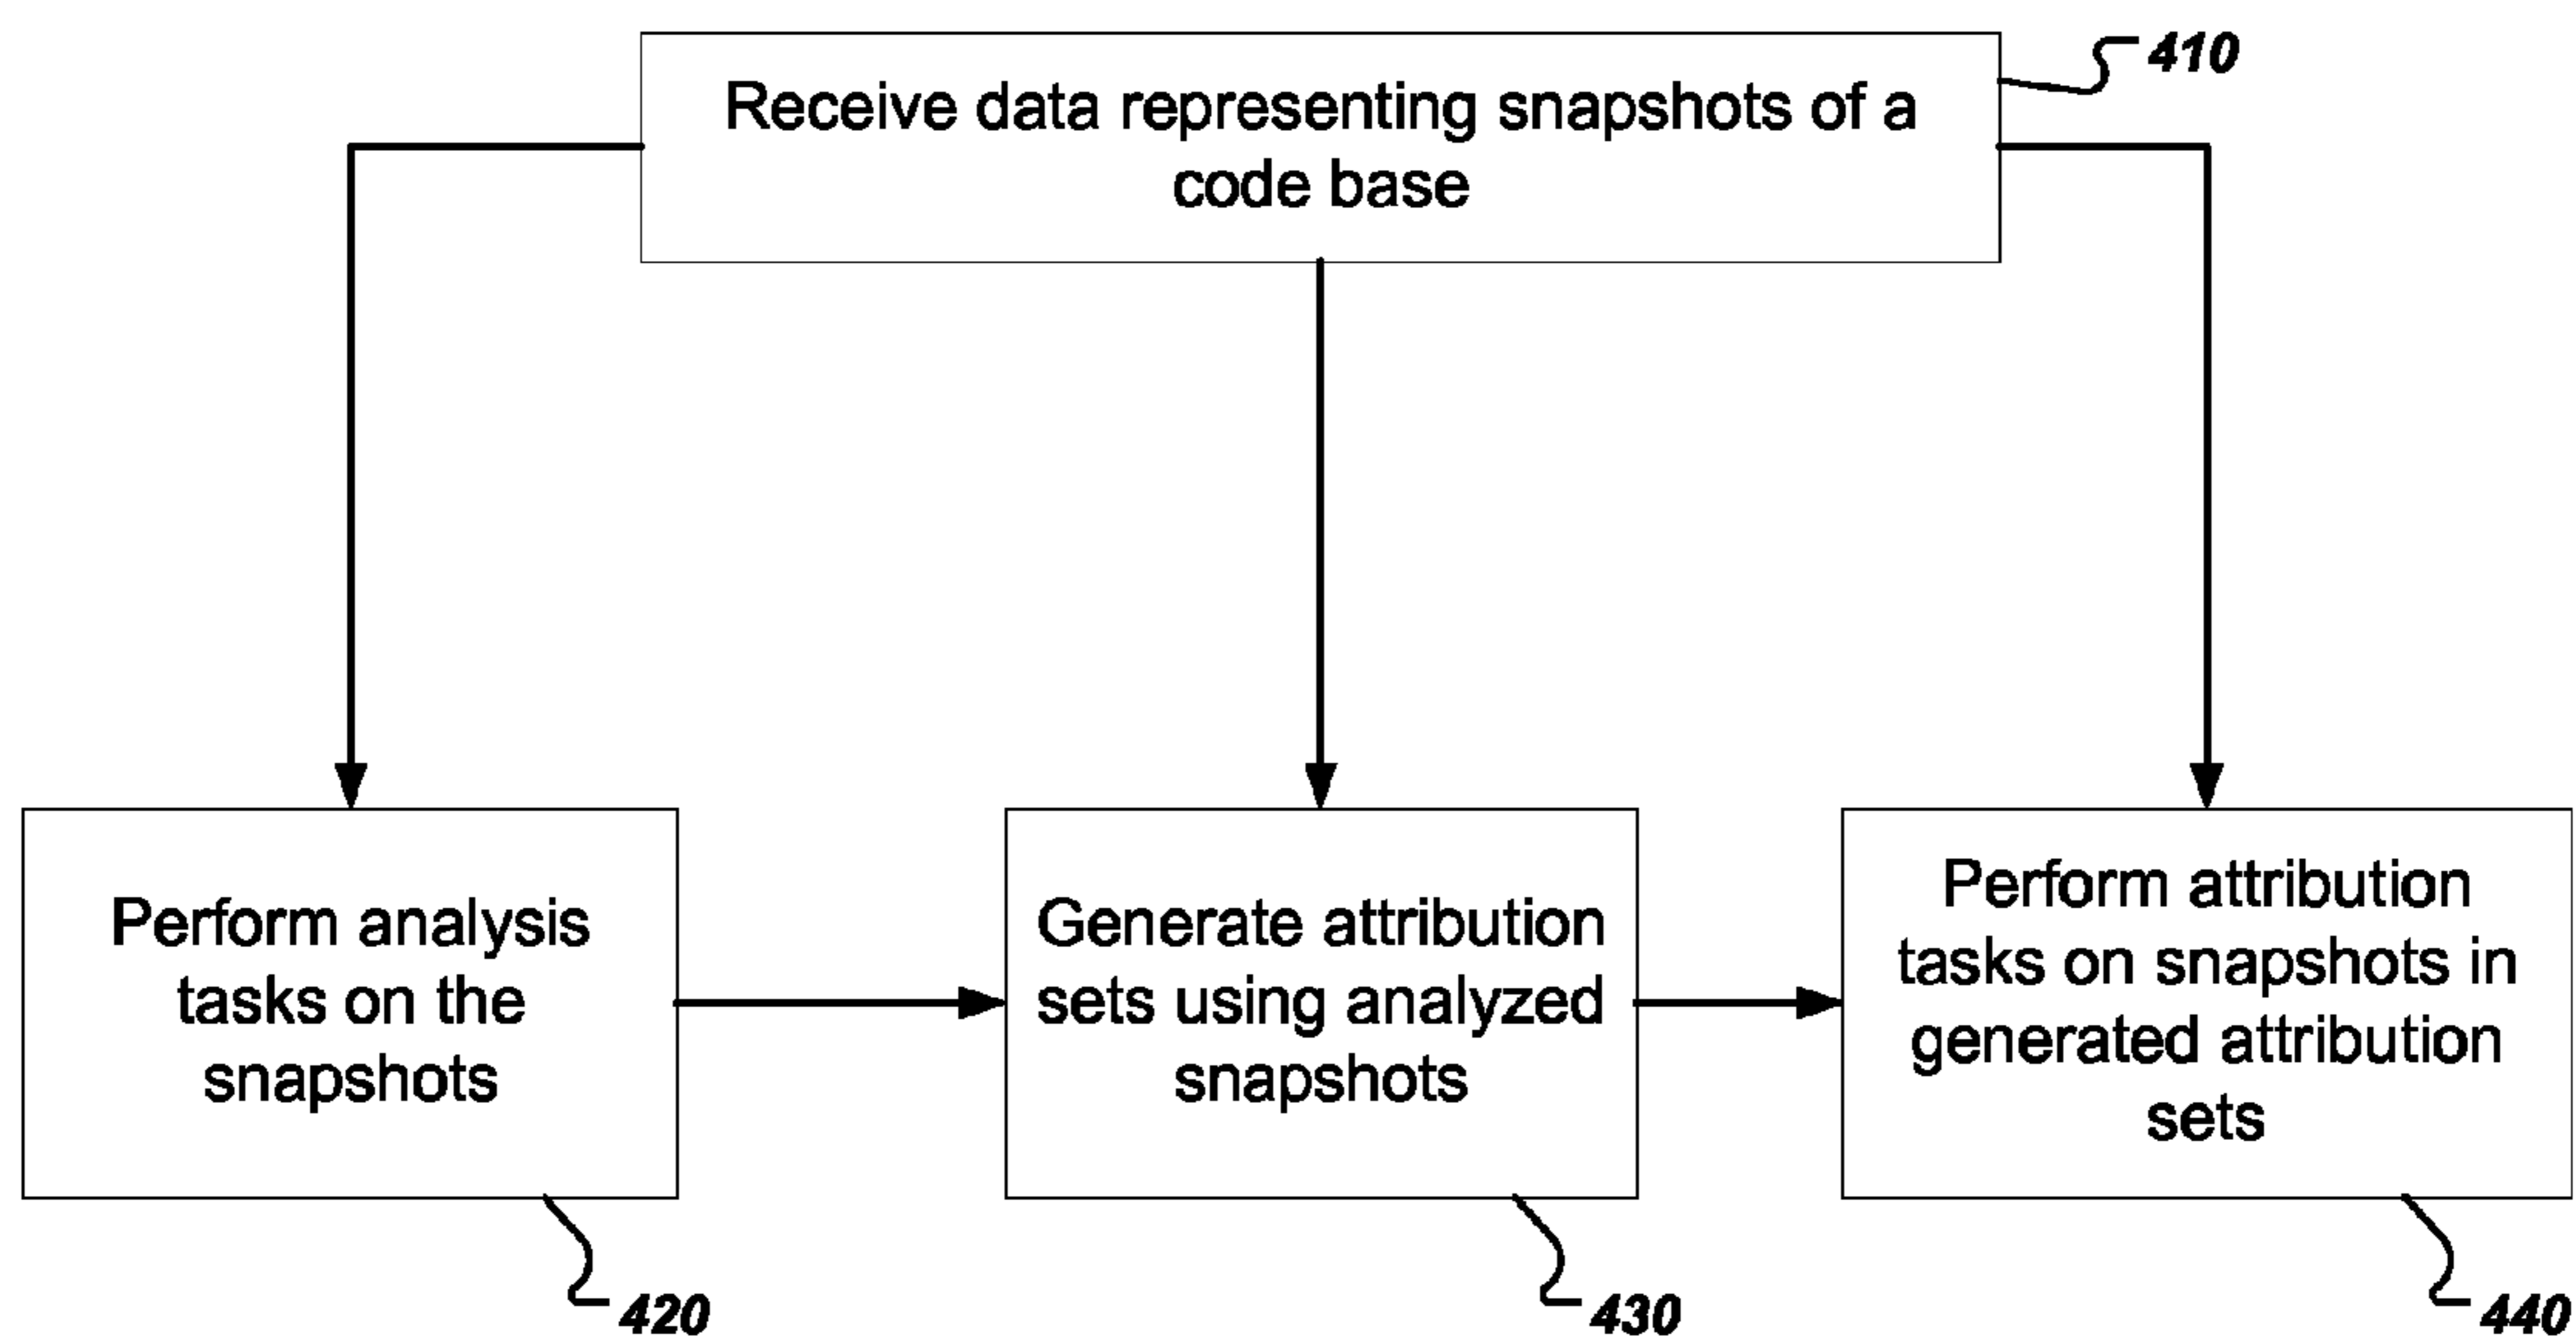 Receive data representing snapshots of a
code base
410
Perform analysis
tasks on the
snapshots
420
Generate attribution
sets using analyzed
snapshots
430
Perform attribution
tasks on snapshots in
generated attribution
sets
440